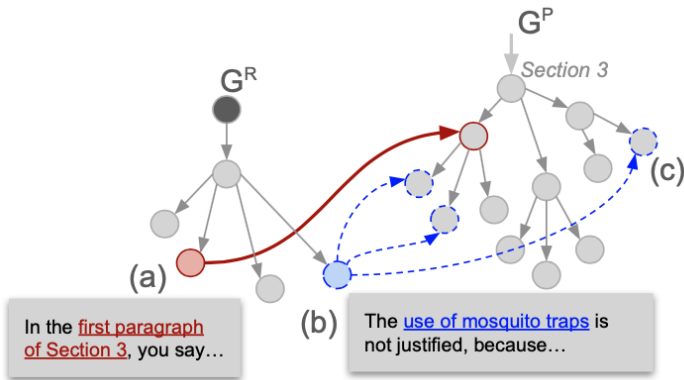 G^P
Section 3
G^R
(c)
(a)
(b)
In the first paragraph
of Section 3, you say…
The use of mosquito traps is
not justified, because…